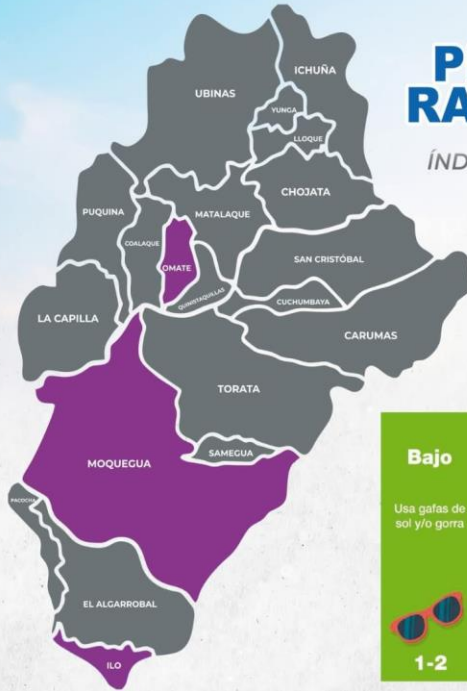 P
RA
ÍND
ICHUÑA
UBINAS
YUNGA
LLOQUE
CHOJATA
PUQUINA
MATALAQUE
COALAQUE
OMATE
SAN CRISTÓBAL
QUINISTAQUILLAS
CUCHUMBAYA
LA CAPILLA
CARUMAS
TORATA
SAMEGUA
MOQUEGUA
PACOCHA
EL ALGARROBAL
ILO
Bajo
Usa gafas de
sol y/o gorra
1-2